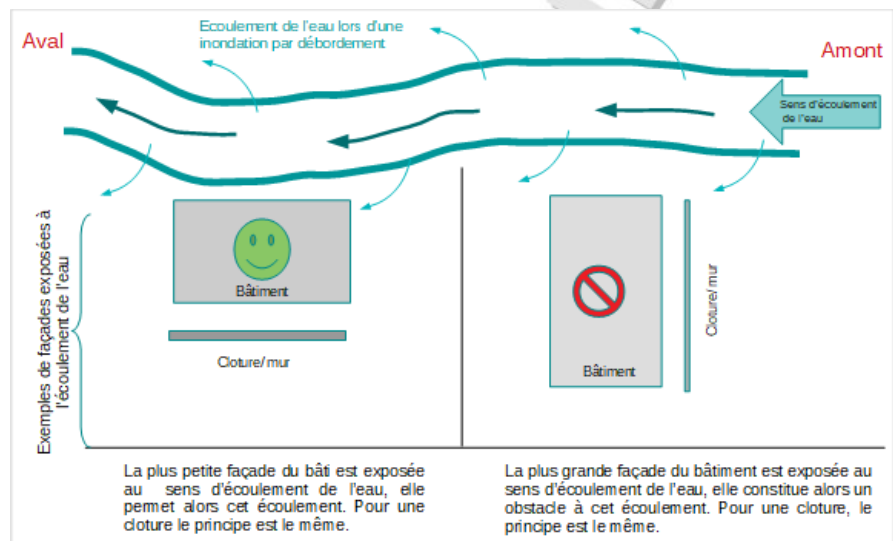 Ecoulement de l'eau lors d'une
inondation par débordement
Aval
Amont
Sens d'écoulement
de l'eau
Exemples de façades exposées à
l'écoulement de l'eau
Bâtiment
Cloture/mur
Bâtiment
Cloture/mur
La plus petite façade du bâti est exposée
au sens d'écoulement de l'eau, elle
permet alors cet écoulement. Pour une
cloture le principe est le même.
La plus grande façade du bâtiment est exposée au
sens d'écoulement de l'eau, elle constitue alors un
obstacle à cet écoulement. Pour une cloture, le
principe est le même.